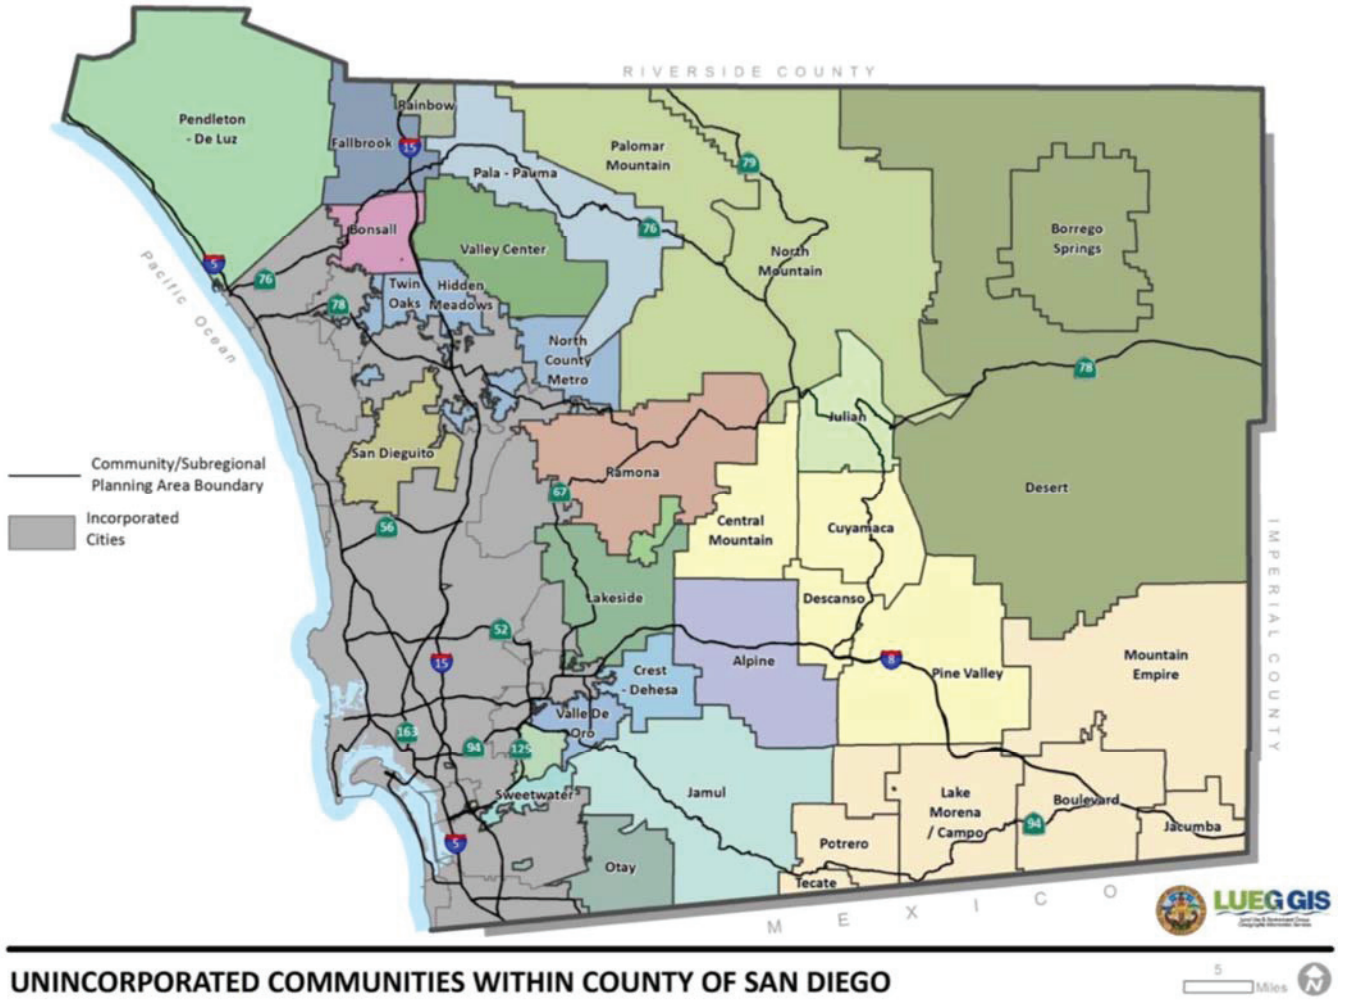 RIVERSIDE COUNTY
Pendleton
- De Luz
Rainbow
Fallbrook
15
Pala - Pauma
Palomar
Mountain
79
76
Bonsall
Valley Center
North
Mountain
Borrego
Springs
5
76
78
Twin
Oaks
Hidden
Meadows
Pacific Ocean
North
County
Metro
78
Julian
San Dieguito
Ramona
67
Desert
Community/Subregional
Planning Area Boundary
Incorporated
Cities
56
Central
Mountain
Cuyamaca
IMPERIAL COUNTY
Lakeside
Descanso
52
15
Alpine
8
Crest
- Dehesa
Pine Valley
Mountain
Empire
Valle De
Oro
163
94
125
Sweetwater
Jamul
Lake
Morena
/ Campo
Boulevard
94
Jacumba
Potrero
5
Otay
Tecate
MEXICO
LUEG GIS
UNINCORPORATED COMMUNITIES WITHIN COUNTY OF SAN DIEGO
5
Miles
N